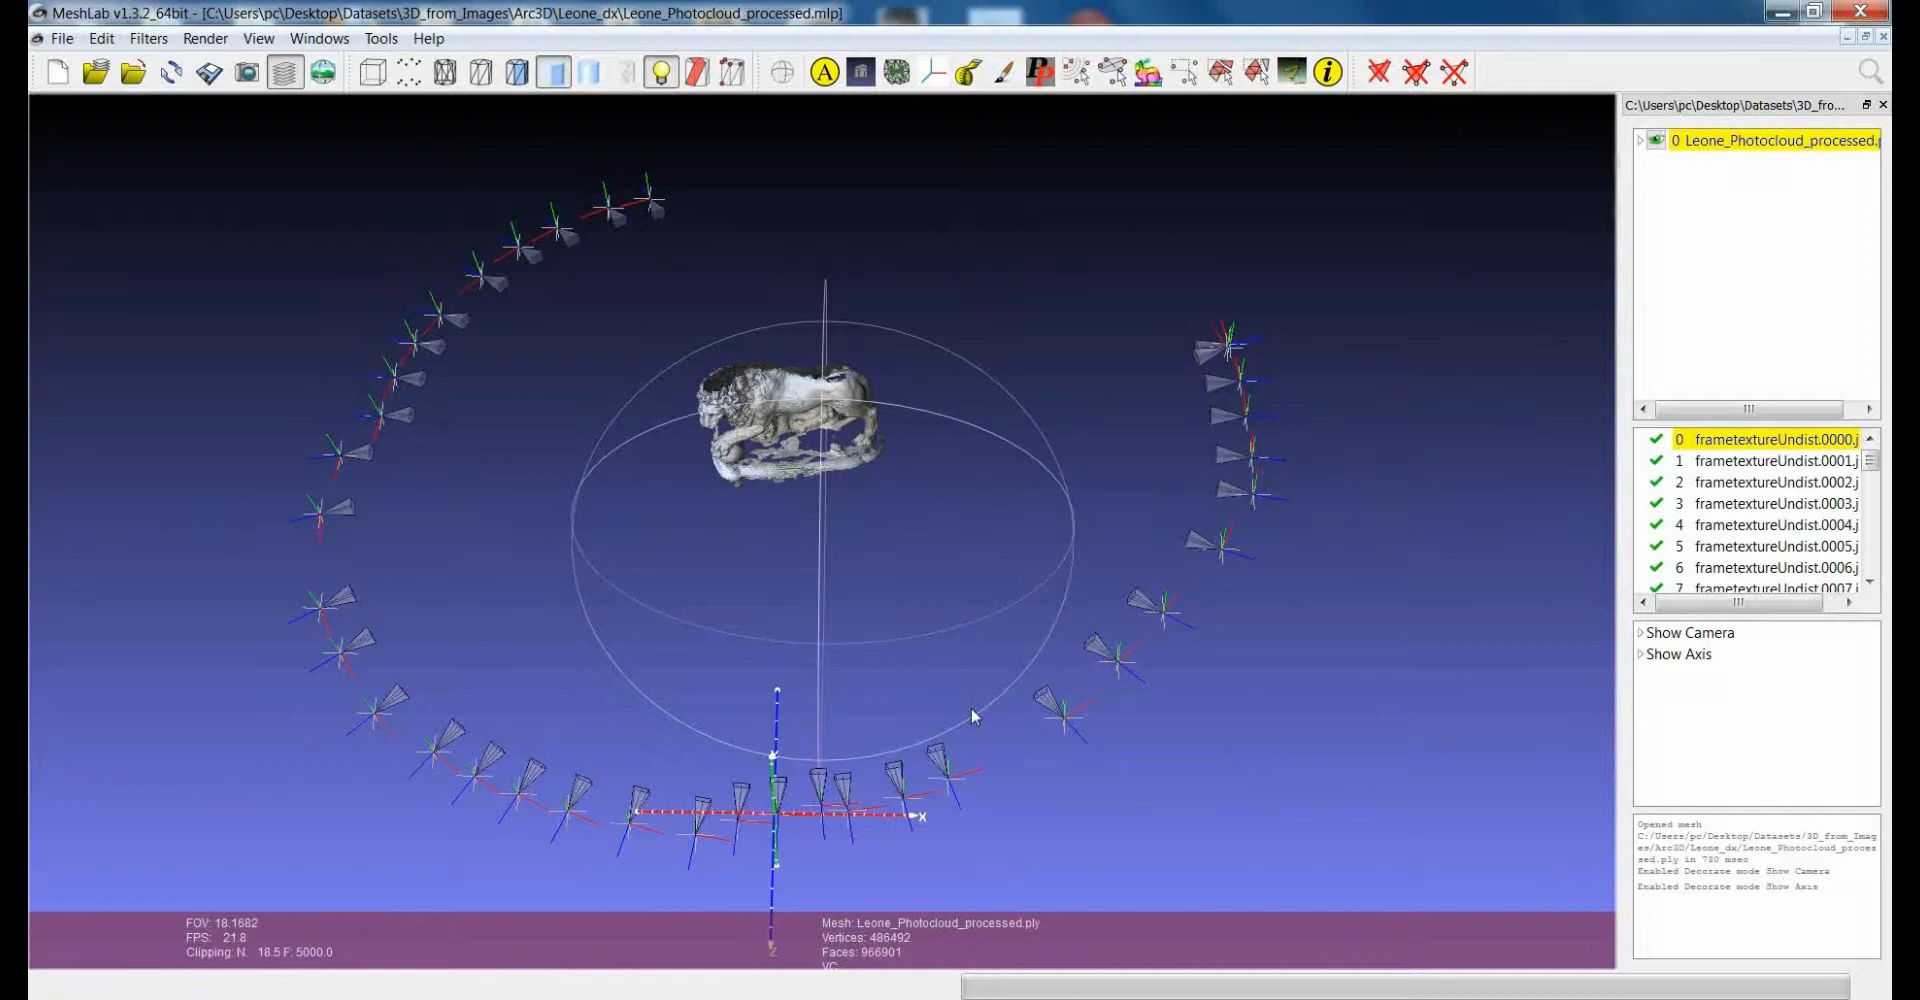 MeshLab v1.3.2_64bit - [C:\Users\pc\Desktop\Datasets\3D_from_Images\Arc3D\Leone_dx\Leone_Photocloud_processed.mlp]
File Edit Filters Render View Windows Tools Help
A
PP
i
C:\Users\pc\Desktop\Datasets\3D_fro...
0 Leone_Photocloud_processed.
0 frametextureUndist.0000.j
1 frametextureUndist.0001.j
2 frametextureUndist.0002.j
3 frametextureUndist.0003.j
4 frametextureUndist.0004.j
5 frametextureUndist.0005.j
6 frametextureUndist.0006.j
7 frametextureUndist.0007.j
Show Camera
Show Axis
Opened mesh
C:/Users/pc/Desktop/Datasets/3D_from_Imag
es/Arc3D/Leone_dx/Leone_Photocloud_proces
sed.ply in 730 msec
Enabled Decorate mode Show Camera
Enabled Decorate mode Show Axis
Y
X
Z
FOV: 18.1682
FPS: 21.8
Clipping: N. 18.5 F: 5000.0
Mesh: Leone_Photocloud_processed.ply
Vertices: 486492
Faces: 966901
VC